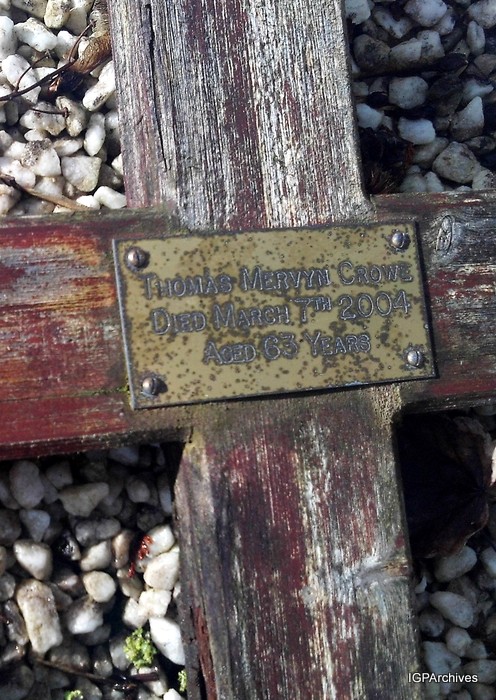 Thomas Mervyn Crowe
Died March 7th 2004
Aged 63 Years
IGPArchives